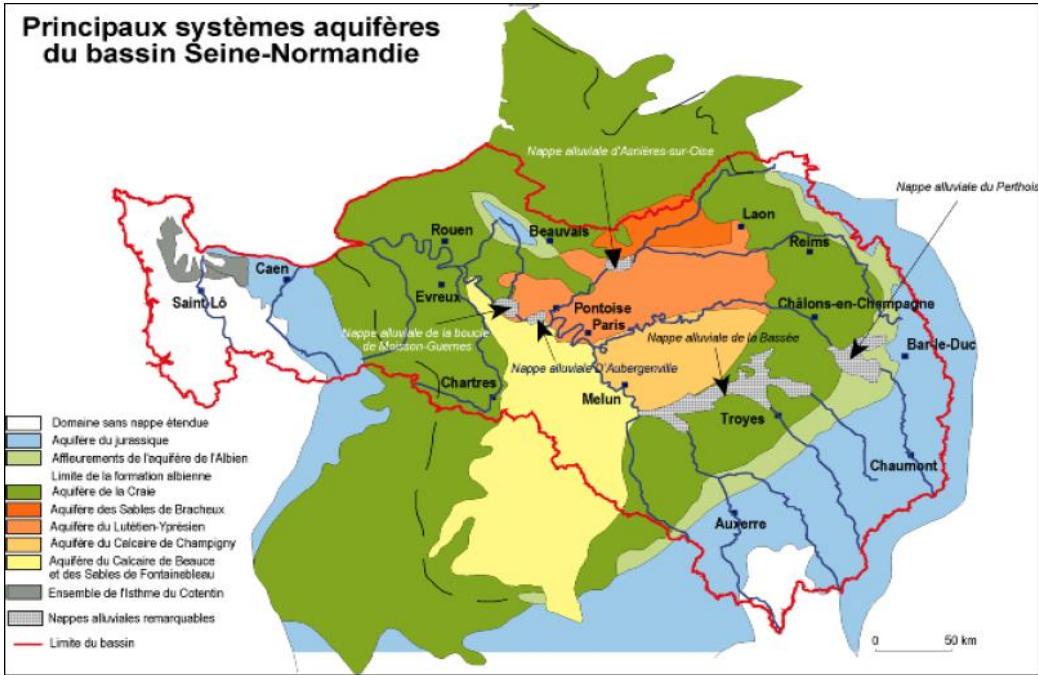 Principaux systèmes aquifères
du bassin Seine-Normandie
Nappe alluviale d'Asnières-sur-Oise
Nappe alluviale du Perthois
Laon
Rouen
Beauvais
Reims
Caen
Saint Lô
Evreux
Pontoise
Paris
Châlons-en-Champagne
Nappe alluviale de la boucle
de Moisson-Guernes
Nappe alluviale de la Bassée
Bar-le-Duc
Nappe alluviale D'Aubergenville
Chartres
Melun
Troyes
Chaumont
Auxerre
Domaine sans nappe étendue
Aquifère du jurassique
Affleurements de l'aquifère de l'Albien
Limite de la formation albienne
Aquifère de la Craie
Aquifère des Sables de Bracheux
Aquifère du Lutétien-Yprésien
Aquifère du Calcaire de Champigny
Aquifère du Calcaire de Beauce
et des Sables de Fontainebleau
Ensemble de l'Isthme du Cotentin
Nappes alluviales remarquables
Limite du bassin
0 50 km